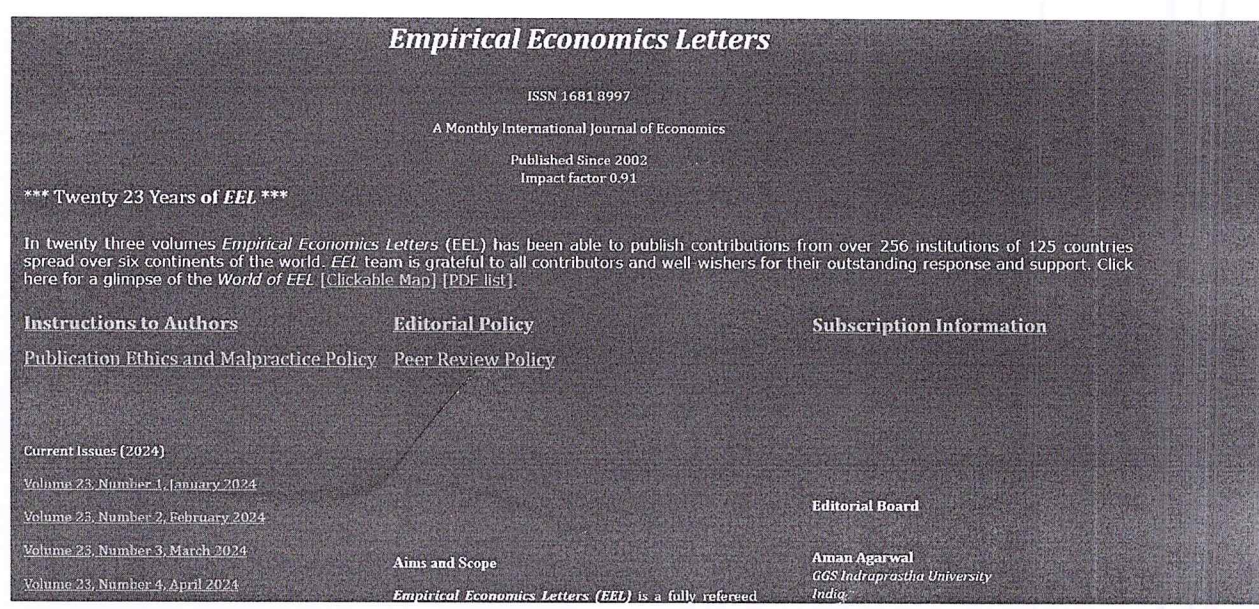 Empirical Economics Letters
ISSN 1681 8997
A Monthly International Journal of Economics
Published Since 2002
Impact factor 0.91
*** Twenty 23 Years of EEL ***
In twenty three volumes Empirical Economics Letters (EEL) has been able to publish contributions from over 256 institutions of 125 countries
spread over six continents of the world. EEL team is grateful to all contributors and well-wishers for their outstanding response and support. Click
here for a glimpse of the World of EEL [Clickable Map] [PDF list].
Instructions to Authors Editorial Policy Subscription Information
Publication Ethics and Malpractice Policy Peer Review Policy
Current Issues (2024)
Volume 23, Number 1, January 2024
Volume 23, Number 2, February 2024
Volume 23, Number 3, March 2024
Volume 23, Number 4, April 2024
Aims and Scope
Empirical Economics Letters (EEL) is a fully refereed
Editorial Board
Aman Agarwal
GGS Indraprastha University
India